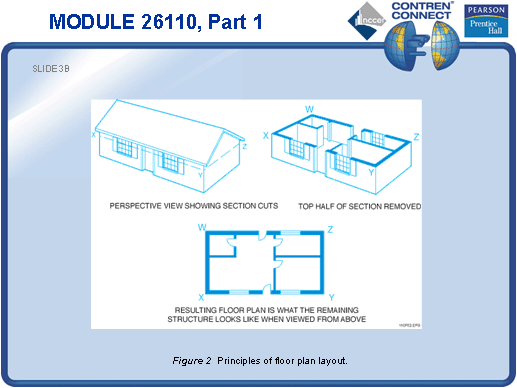 MODULE 26110, Part 1
nccer
CONTREN®
CONNECT
PEARSON
Prentice
Hall
SLIDE 3B
X
Z
Y
W
X
Z
Y
PERSPECTIVE VIEW SHOWING SECTION CUTS
TOP HALF OF SECTION REMOVED
W
Z
X
Y
RESULTING FLOOR PLAN IS WHAT THE REMAINING
STRUCTURE LOOKS LIKE WHEN VIEWED FROM ABOVE
Figure 2 Principles of floor plan layout.